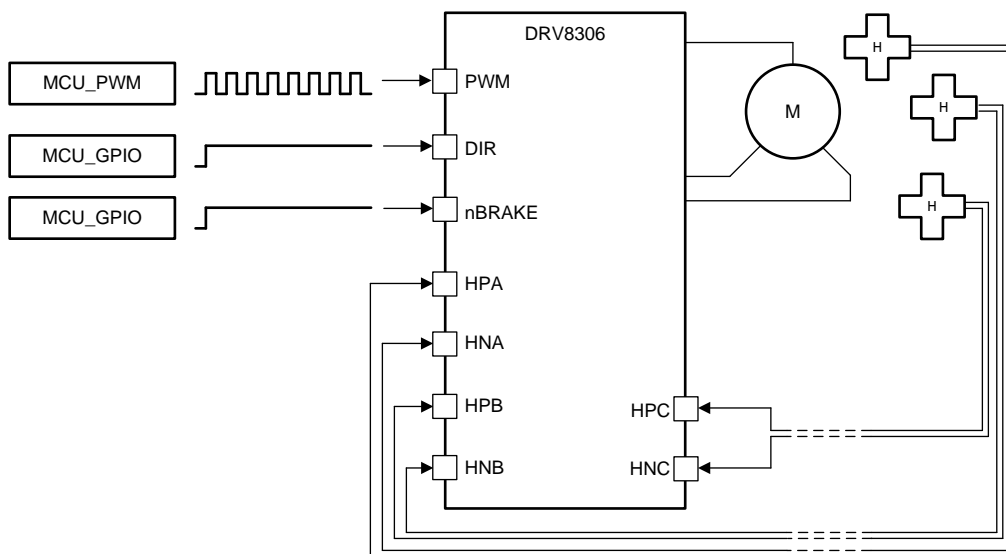 DRV8306
H
MCU_PWM
PWM
H
M
MCU_GPIO
DIR
MCU_GPIO
nBRAKE
H
HPA
HNA
HPB
HPC
HNB
HNC